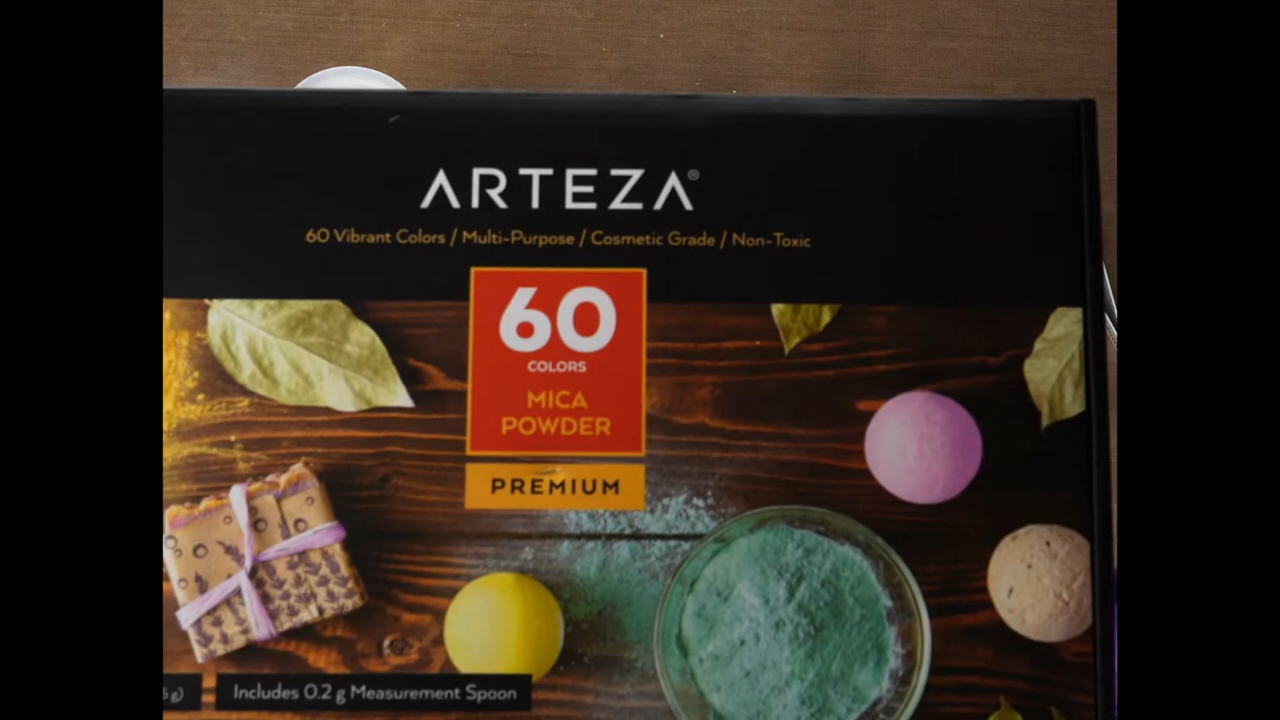 ARTEZA®
60 Vibrant Colors / Multi-Purpose / Cosmetic Grade / Non-Toxic
60
COLORS
MICA
POWDER
PREMIUM
g)
Includes 0.2 g Measurement Spoon